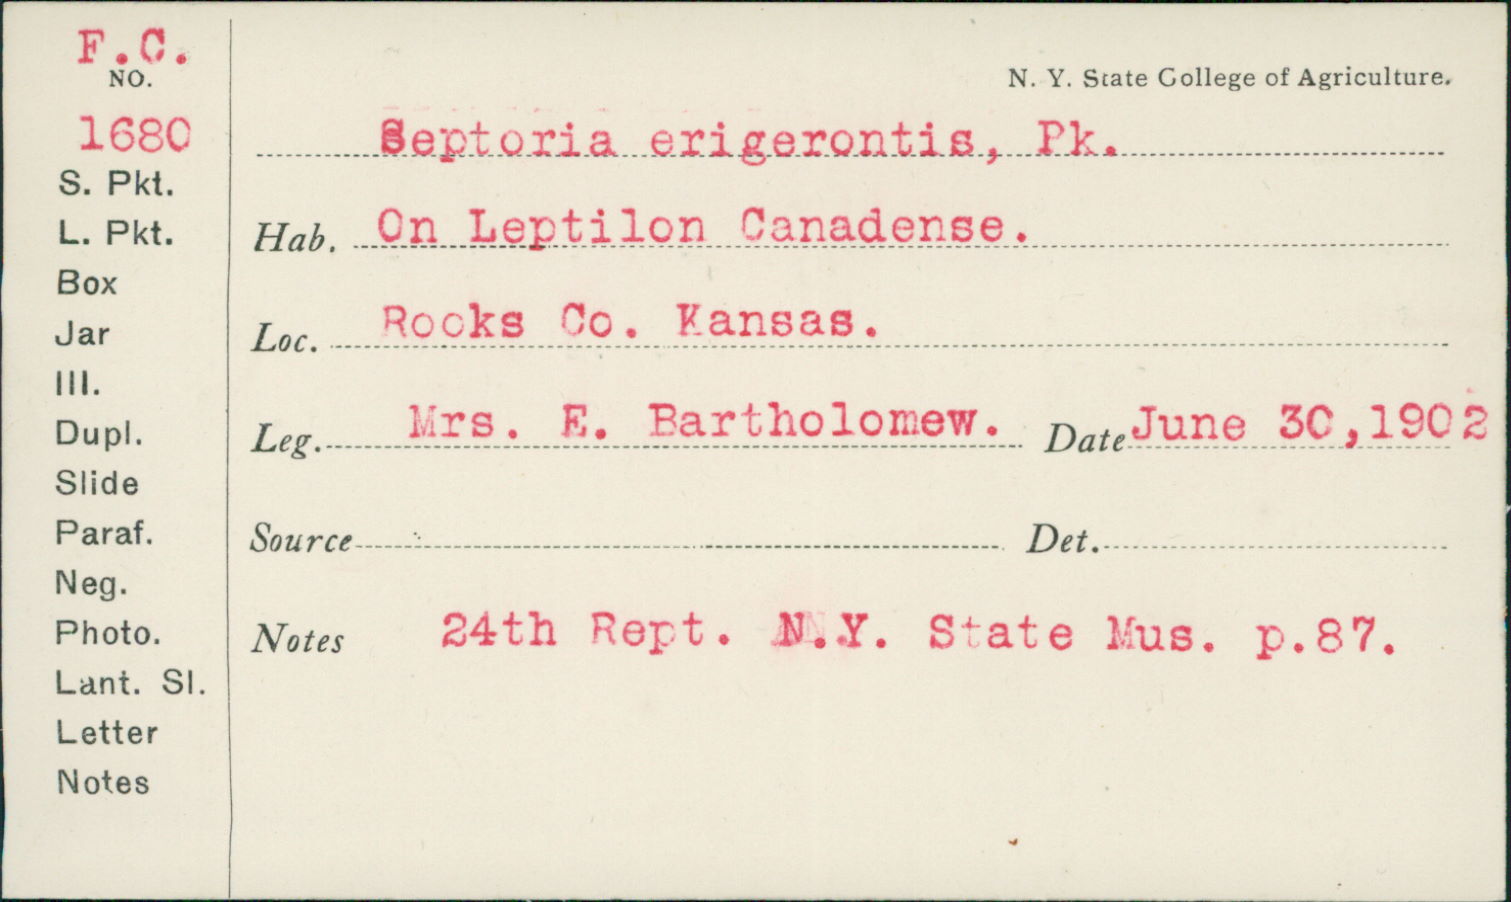 F.C.
NO.
1680
S. Pkt.
L. Pkt.
Box
Jar
Ill.
Dupl.
Slide
Paraf.
Neg.
Photo.
Lant. Sl.
Letter
Notes
N. Y. State College of Agriculture.
Septoria erigerontis, Pk.
Hab. On Leptilon Canadense.
Loc. Rooks Co. Kansas.
Leg. Mrs. E. Bartholomew. Date June 30,1902
Source Det.
Notes 24th Rept. N.Y. State Mus. p.87.